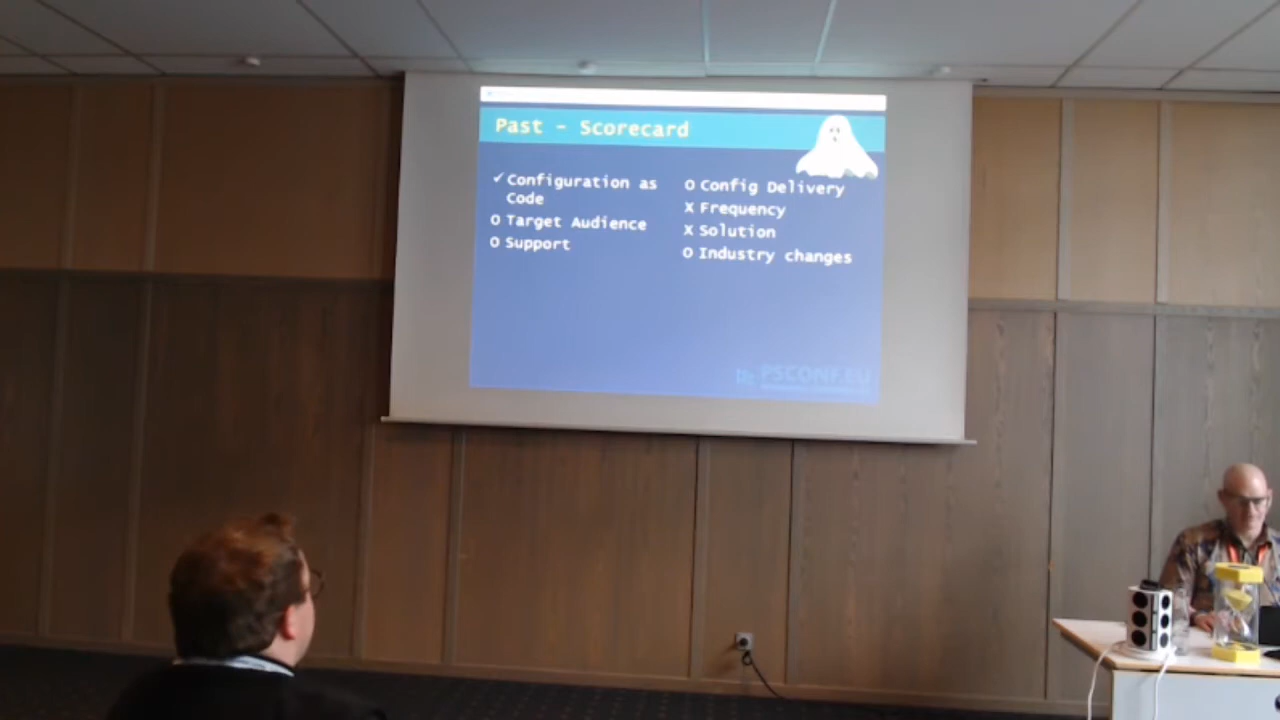 Past - Scorecard
✓ Configuration as
Code
O Target Audience
O Support
O Config Delivery
X Frequency
X Solution
O Industry changes
PSCONF.EU